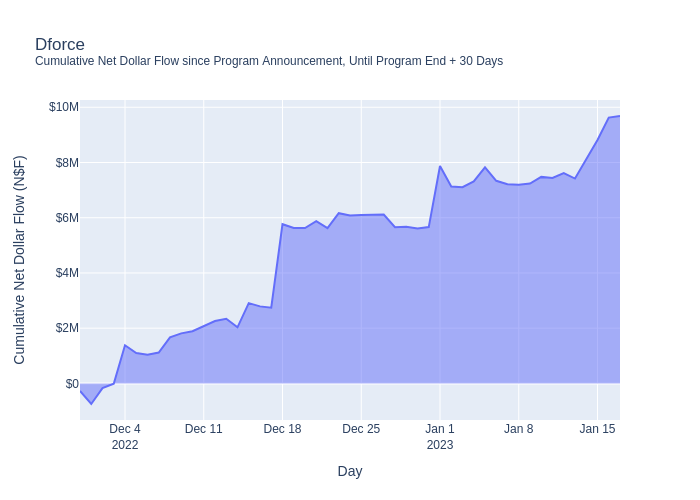 Dforce
Cumulative Net Dollar Flow since Program Announcement, Until Program End + 30 Days
Cumulative Net Dollar Flow (N$F)
$10M
$8M
$6M
$4M
$2M
$0
Dec 4
2022
Dec 11
Dec 18
Dec 25
Jan 1
2023
Jan 8
Jan 15
Day